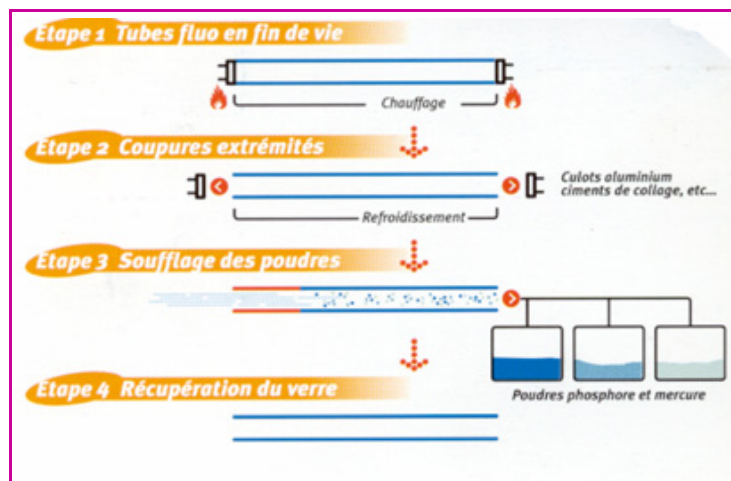 Etape 1 Tubes fluo en fin de vie
Chauffage
Etape 2 Coupures extrémités
Culots aluminium
ciments de collage, etc...
Refroidissement
Etape 3 Soufflage des poudres
Poudres phosphore et mercure
Etape 4 Récupération du verre